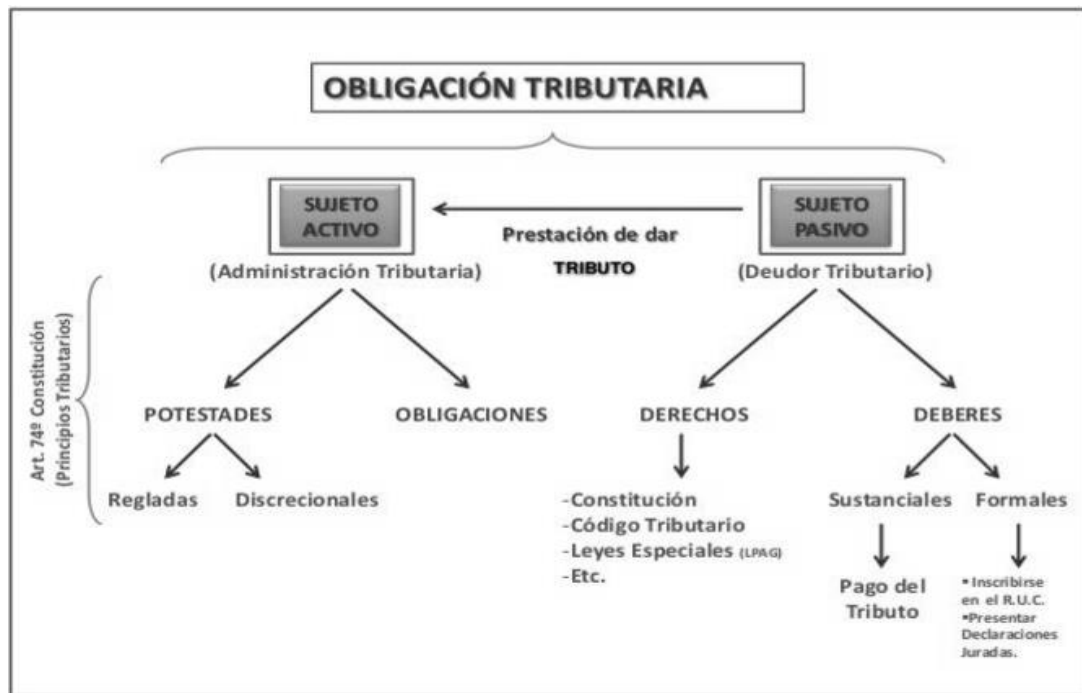 OBLIGACIÓN TRIBUTARIA
SUJETO
ACTIVO
(Administración Tributaria)
Prestación de dar
TRIBUTO
SUJETO
PASIVO
(Deudor Tributario)
Art. 74º Constitución
(Principios Tributarios)
POTESTADES
OBLIGACIONES
DERECHOS
DEBERES
Regladas
Discrecionales
-Constitución
-Código Tributario
-Leyes Especiales (LPAG)
-Etc.
Sustanciales
Formales
Pago del
Tributo
▪ Inscribirse
en el R.U.C.
▪Presentar
Declaraciones
Juradas.